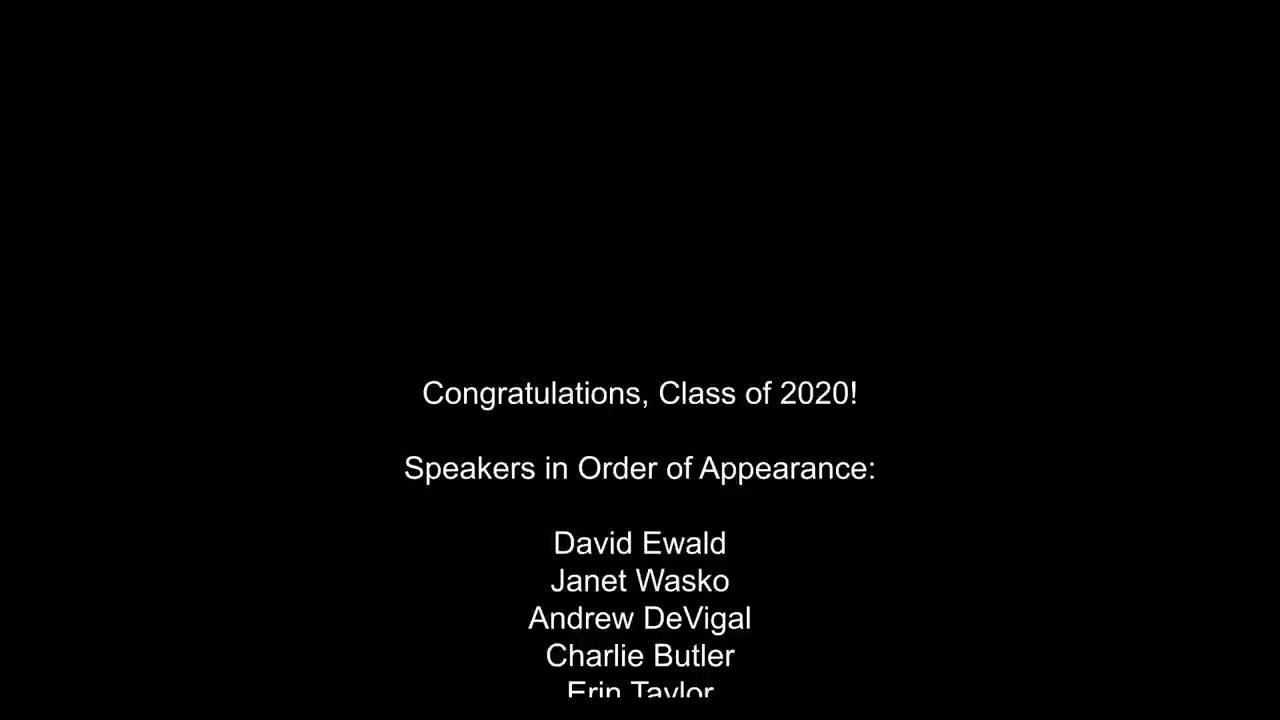 Congratulations, Class of 2020!
Speakers in Order of Appearance:
David Ewald
Janet Wasko
Andrew DeVigal
Charlie Butler
Erin Taylor